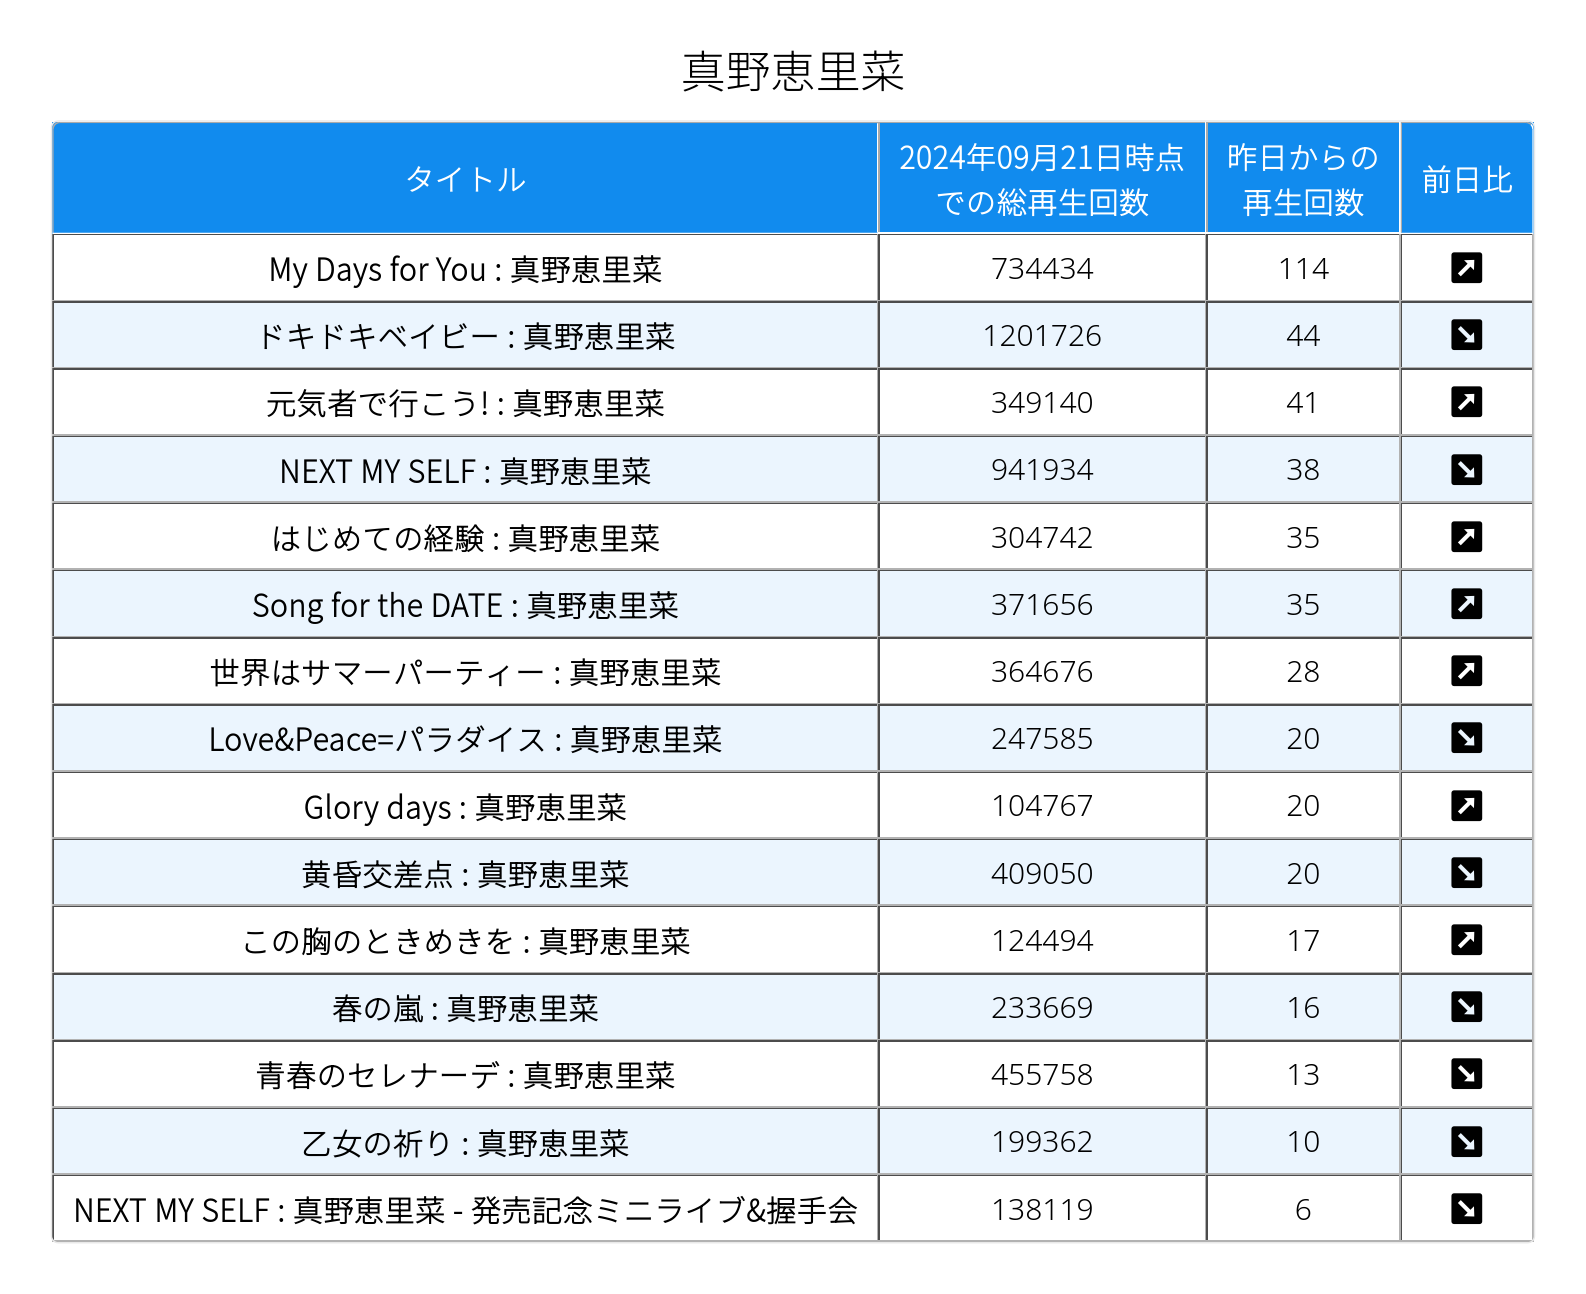 真野恵里菜
タイトル
2024年09月21日時点
での総再生回数
昨日からの
再生回数
前日比
My Days for You : 真野恵里菜 734434 114
ドキドキベイビー : 真野恵里菜 1201726 44
元気者で行こう! : 真野恵里菜 349140 41
NEXT MY SELF : 真野恵里菜 941934 38
はじめての経験 : 真野恵里菜 304742 35
Song for the DATE : 真野恵里菜 371656 35
世界はサマーパーティー : 真野恵里菜 364676 28
Love&Peace=パラダイス : 真野恵里菜 247585 20
Glory days : 真野恵里菜 104767 20
黄昏交差点 : 真野恵里菜 409050 20
この胸のときめきを : 真野恵里菜 124494 17
春の嵐 : 真野恵里菜 233669 16
青春のセレナーデ : 真野恵里菜 455758 13
乙女の祈り : 真野恵里菜 199362 10
NEXT MY SELF : 真野恵里菜 - 発売記念ミニライブ&握手会 138119 6